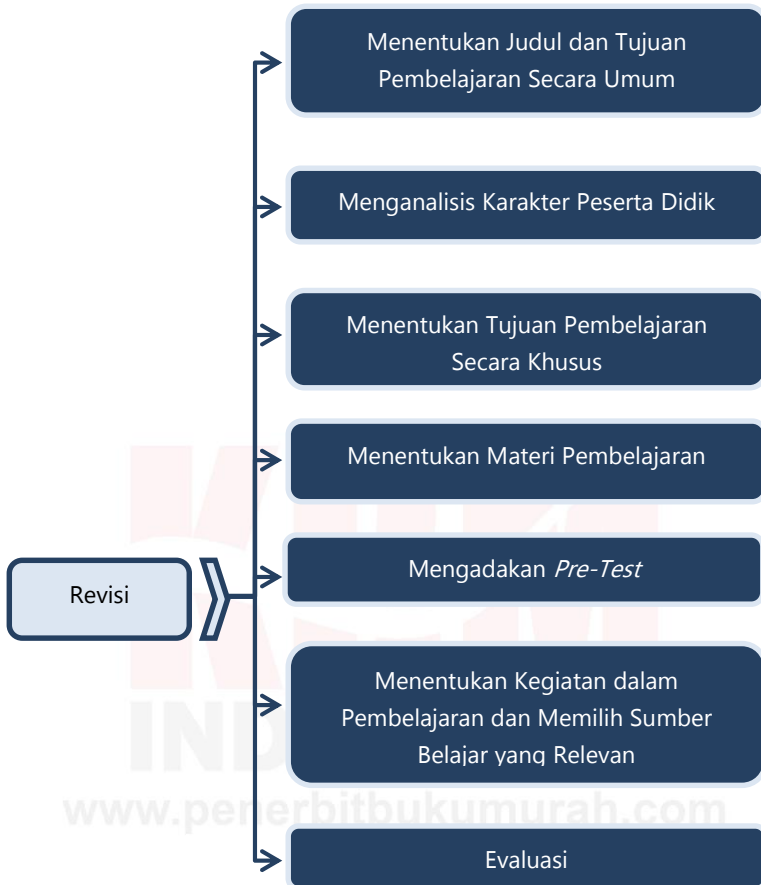 Menentukan Judul dan Tujuan
Pembelajaran Secara Umum
Menganalisis Karakter Peserta Didik
Menentukan Tujuan Pembelajaran
Secara Khusus
Menentukan Materi Pembelajaran
Mengadakan Pre-Test
Revisi
Menentukan Kegiatan dalam
Pembelajaran dan Memilih Sumber
Belajar yang Relevan
www.penerbitbukumurah.com
Evaluasi